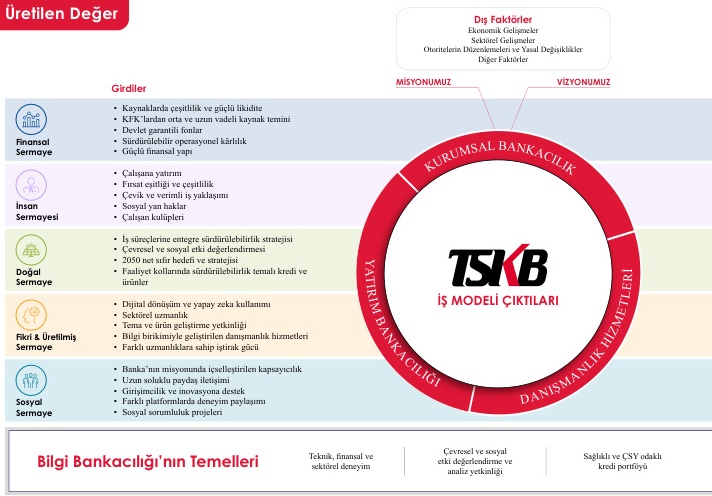 Üretilen Değer
Dış Faktörler
Ekonomik Gelişmeler
Sektörel Gelişmeler
Otoritelerin Düzenlemeleri ve Yasal Değişiklikler
Diğer Faktörler
MİSYONUMUZ
VİZYONUMUZ
Girdiler
Finansal
Sermaye
• Kaynaklarda çeşitlilik ve güçlü likidite
• KFK'lardan orta ve uzun vadeli kaynak temini
• Devlet garantili fonlar
• Sürdürülebilir operasyonel kârlılık
• Güçlü finansal yapı
İnsan
Sermayesi
• Çalışana yatırım
• Fırsat eşitliği ve çeşitlilik
• Çevik ve verimli iş yaklaşımı
• Sosyal yan haklar
• Çalışan kulüpleri
Doğal
Sermaye
• İş süreçlerine entegre sürdürülebilirlik stratejisi
• Çevresel ve sosyal etki değerlendirmesi
• 2050 net sıfır hedefi ve stratejisi
• Faaliyet kollarında sürdürülebilirlik temalı kredi ve
ürünler
Fikri & Üretilmiş
Sermaye
• Dijital dönüşüm ve yapay zeka kullanımı
• Sektörel uzmanlık
• Tema ve ürün geliştirme yetkinliği
• Bilgi birikimiyle geliştirilen danışmanlık hizmetleri
• Farklı uzmanlıklara sahip iştirak gücü
Sosyal
Sermaye
• Banka'nın misyonunda içselleştirilen kapsayıcılık
• Uzun soluklu paydaş iletişimi
• Girişimcilik ve inovasyona destek
• Farklı platformlarda deneyim paylaşımı
• Sosyal sorumluluk projeleri
KURUMSAL BANKACILIK
YATIRIM BANKACILIĞI
DANIŞMANLIK HİZMETLERİ
TSKB
İŞ MODELİ ÇIKTILARI
Bilgi Bankacılığı'nın Temelleri
Teknik, finansal ve
sektörel deneyim
Çevresel ve sosyal
etki değerlendirme ve
analiz yetkinliği
Sağlıklı ve ÇSY odaklı
kredi portföyü